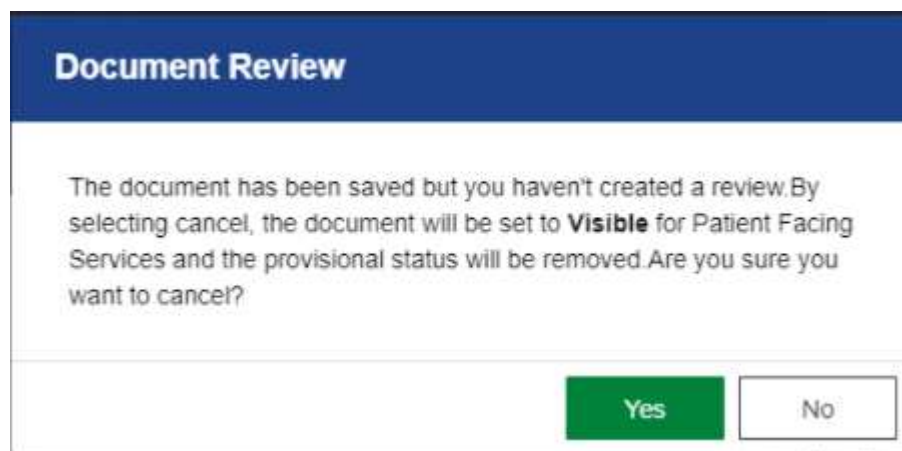 Document Review
The document has been saved but you haven't created a review.By
selecting cancel, the document will be set to Visible for Patient Facing
Services and the provisional status will be removed.Are you sure you
want to cancel?
Yes No